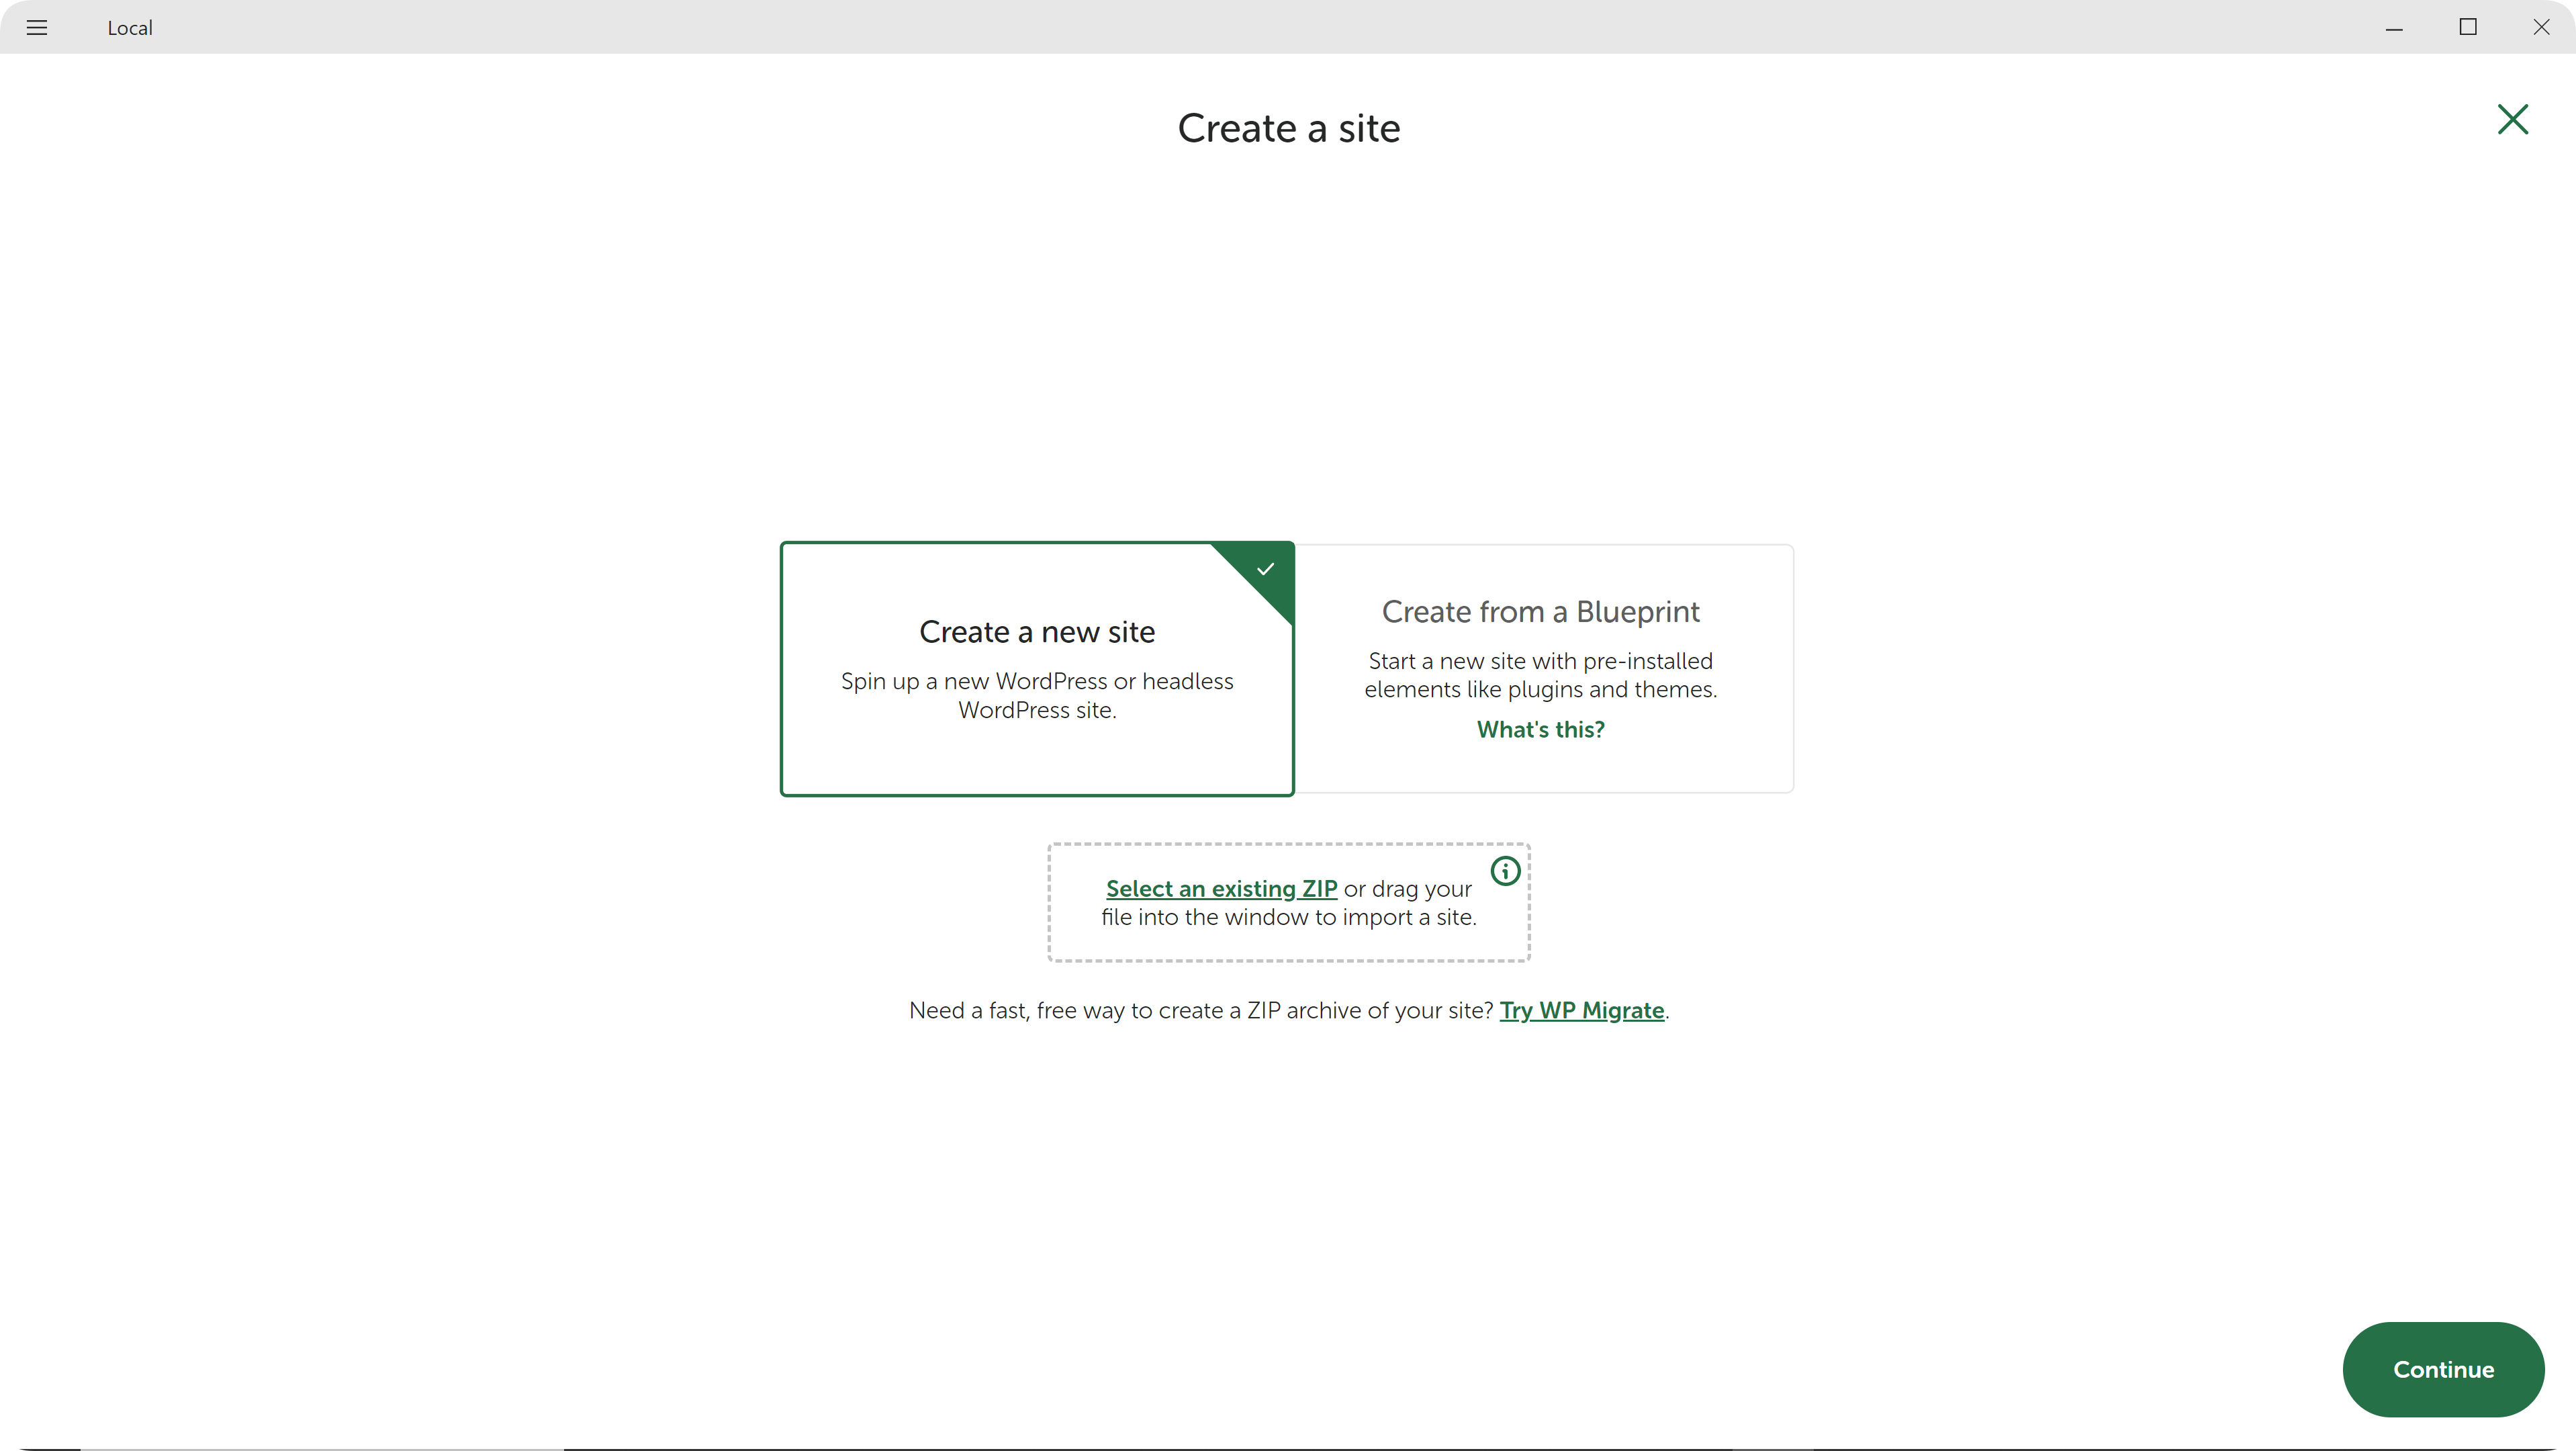 Local
Create a site
Create a new site
Spin up a new WordPress or headless
WordPress site.
Create from a Blueprint
Start a new site with pre-installed
elements like plugins and themes.
What's this?
Select an existing ZIP or drag your
file into the window to import a site.
Need a fast, free way to create a ZIP archive of your site? Try WP Migrate.
Continue